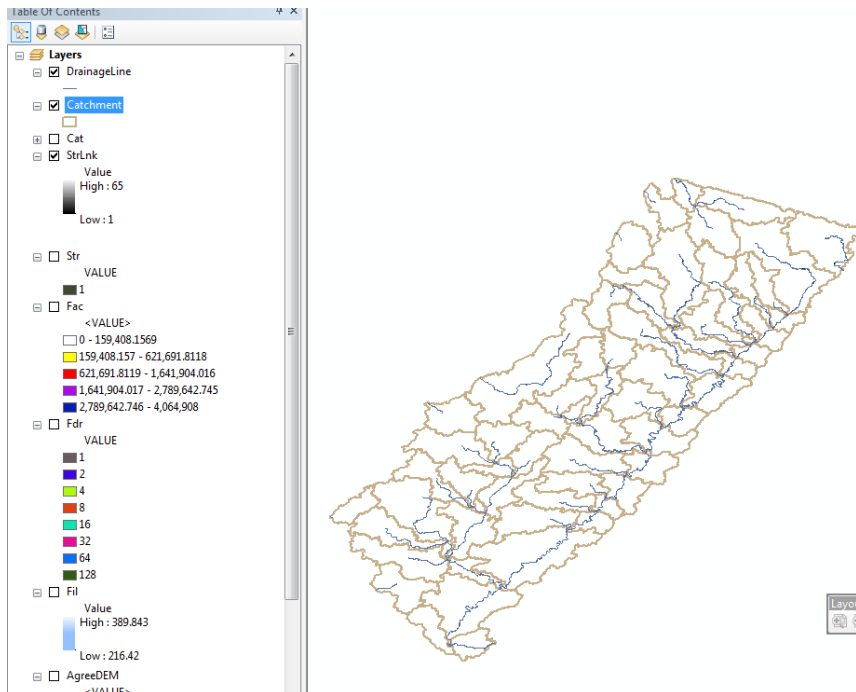 Table Of Contents
Layers
DrainageLine
Catchment
Cat
StrLnk
Value
High : 65
Low : 1
Str
VALUE
1
Fac
<VALUE>
0 - 159,408.1569
159,408.157 - 621,691.8118
621,691.8119 - 1,641,904.016
1,641,904.017 - 2,789,642.745
2,789,642.746 - 4,064,908
Fdr
VALUE
1
2
4
8
16
32
64
128
Fil
Value
High : 389.843
Low : 216.42
AgreeDEM
<VALUE>